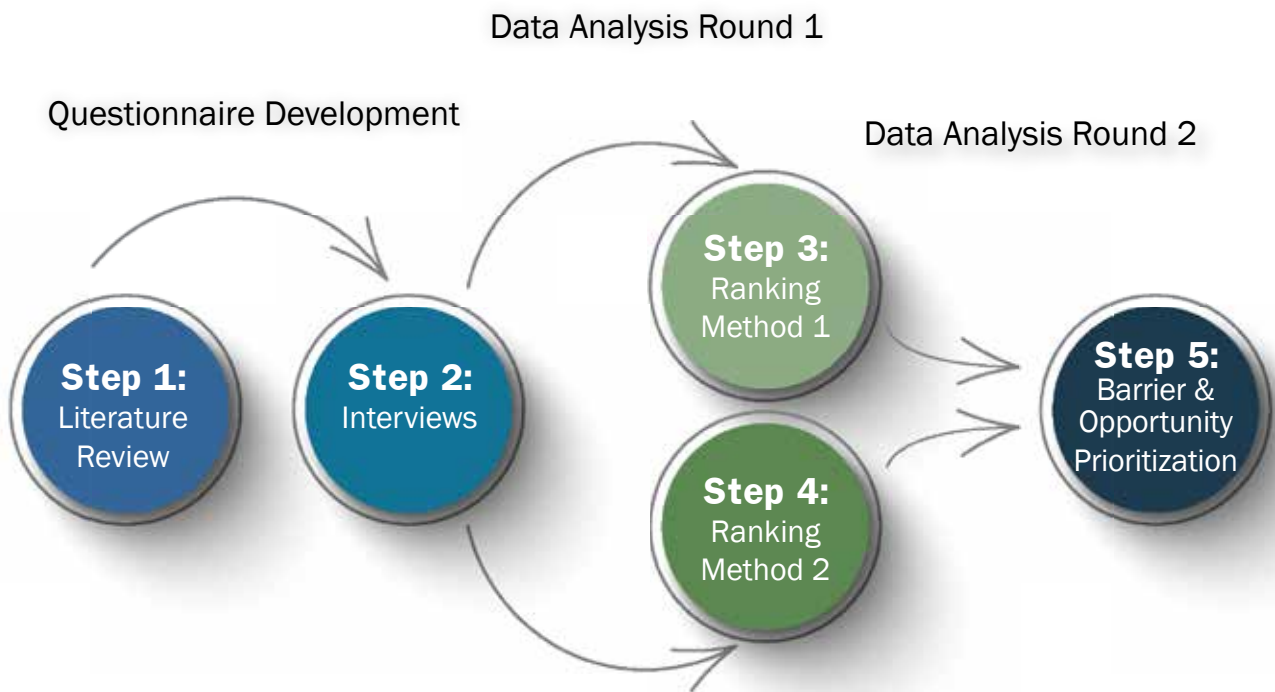 Data Analysis Round 1
Questionnaire Development
Data Analysis Round 2
Step 1:
Literature
Review
Step 2:
Interviews
Step 3:
Ranking
Method 1
Step 4:
Ranking
Method 2
Step 5:
Barrier &
Opportunity
Prioritization